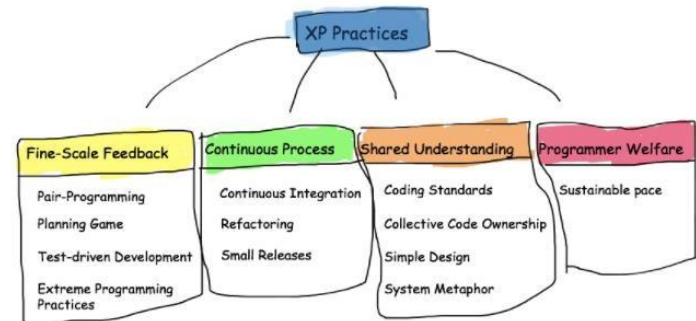 XP Practices
Fine-Scale Feedback
Pair-Programming
Planning Game
Test-driven Development
Extreme Programming
Practices
Continuous Process
Continuous Integration
Refactoring
Small Releases
Shared Understanding
Coding Standards
Collective Code Ownership
Simple Design
System Metaphor
Programmer Welfare
Sustainable pace